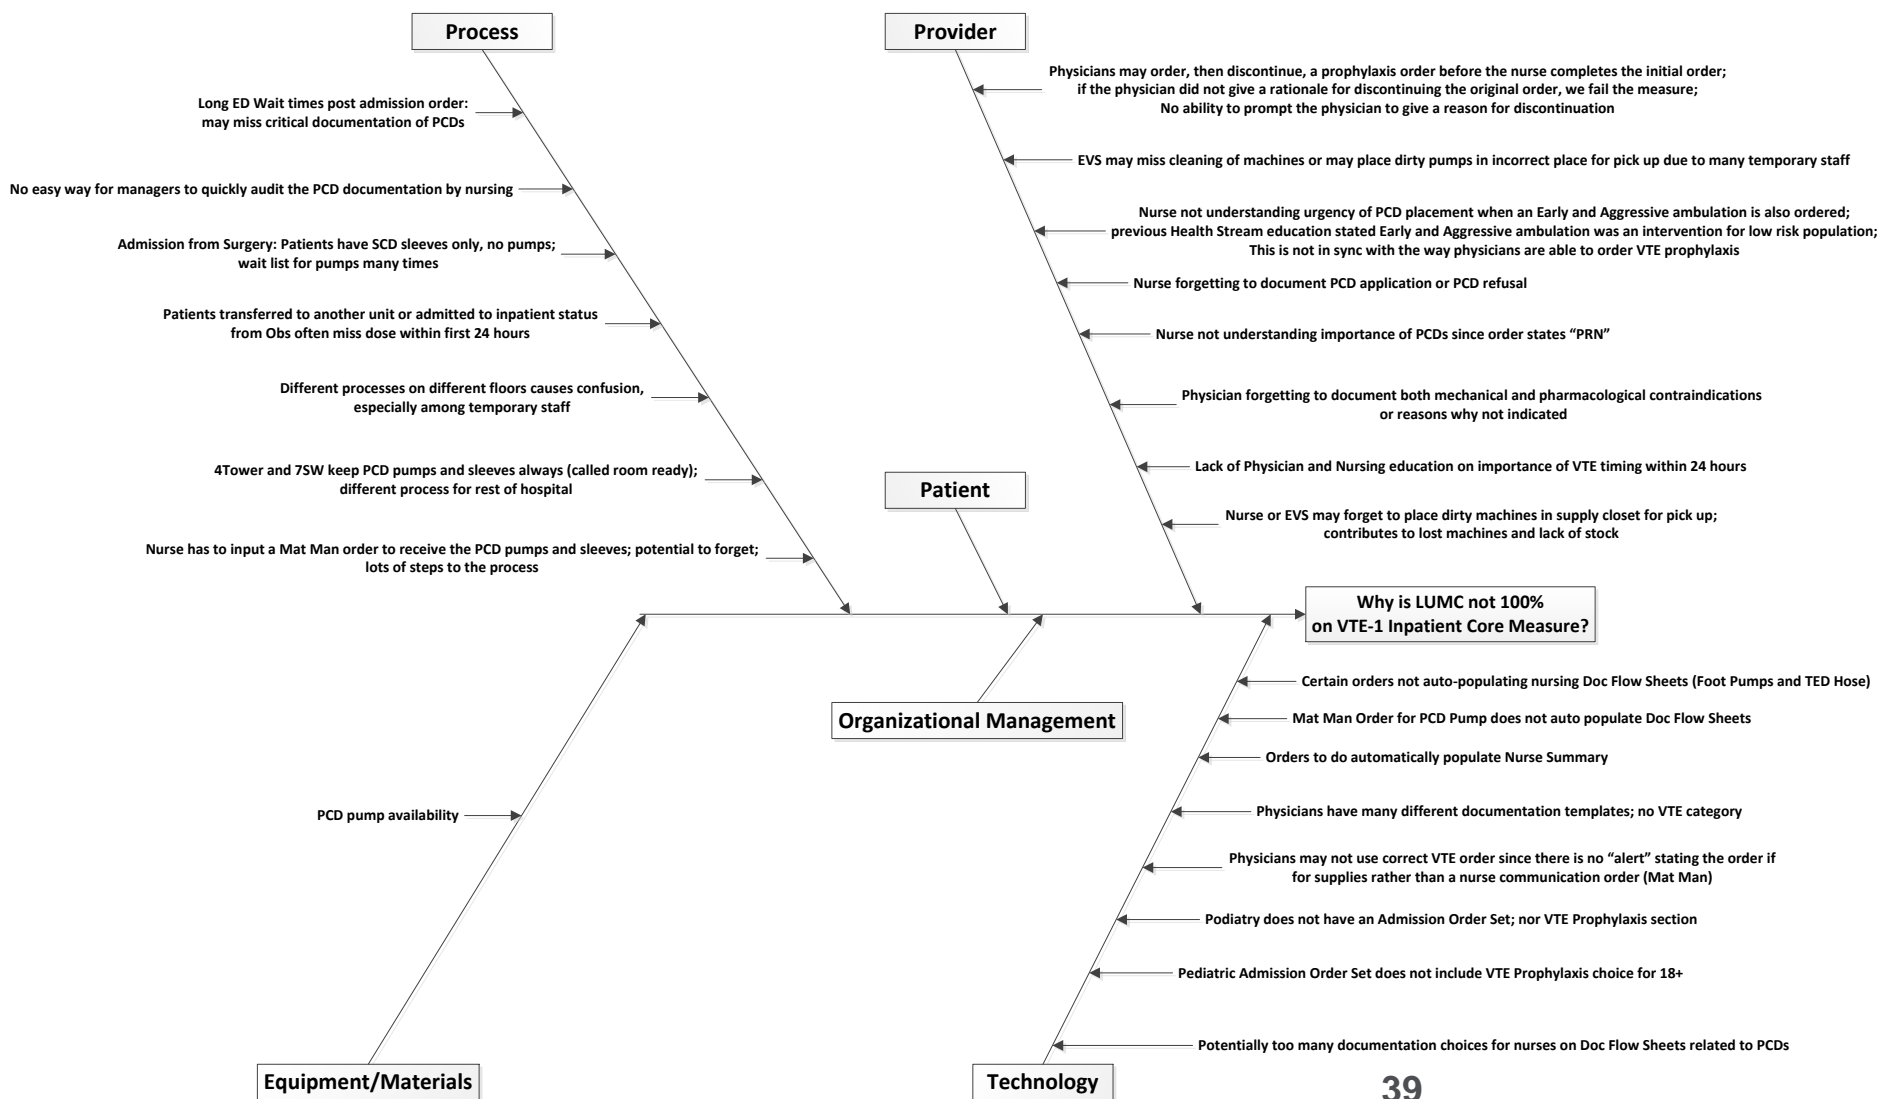 Process
Long ED Wait times post admission order:
may miss critical documentation of PCDs
No easy way for managers to quickly audit the PCD documentation by nursing
Admission from Surgery: Patients have SCD sleeves only, no pumps;
wait list for pumps many times
Patients transferred to another unit or admitted to inpatient status
from Obs often miss dose within first 24 hours
Different processes on different floors causes confusion,
especially among temporary staff
4Tower and 7SW keep PCD pumps and sleeves always (called room ready);
different process for rest of hospital
Nurse has to input a Mat Man order to receive the PCD pumps and sleeves; potential to forget;
lots of steps to the process
Provider
Physicians may order, then discontinue, a prophylaxis order before the nurse completes the initial order;
if the physician did not give a rationale for discontinuing the original order, we fail the measure;
No ability to prompt the physician to give a reason for discontinuation
EVS may miss cleaning of machines or may place dirty pumps in incorrect place for pick up due to many temporary staff
Nurse not understanding urgency of PCD placement when an Early and Aggressive ambulation is also ordered;
previous Health Stream education stated Early and Aggressive ambulation was an intervention for low risk population;
This is not in sync with the way physicians are able to order VTE prophylaxis
Nurse forgetting to document PCD application or PCD refusal
Nurse not understanding importance of PCDs since order states “PRN”
Physician forgetting to document both mechanical and pharmacological contraindications
or reasons why not indicated
Lack of Physician and Nursing education on importance of VTE timing within 24 hours
Nurse or EVS may forget to place dirty machines in supply closet for pick up;
contributes to lost machines and lack of stock
Patient
Why is LUMC not 100%
on VTE-1 Inpatient Core Measure?
Organizational Management
PCD pump availability
Equipment/Materials
Certain orders not auto-populating nursing Doc Flow Sheets (Foot Pumps and TED Hose)
Mat Man Order for PCD Pump does not auto populate Doc Flow Sheets
Orders to do automatically populate Nurse Summary
Physicians have many different documentation templates; no VTE category
Physicians may not use correct VTE order since there is no “alert” stating the order if
for supplies rather than a nurse communication order (Mat Man)
Podiatry does not have an Admission Order Set; nor VTE Prophylaxis section
Pediatric Admission Order Set does not include VTE Prophylaxis choice for 18+
Potentially too many documentation choices for nurses on Doc Flow Sheets related to PCDs
Technology
39